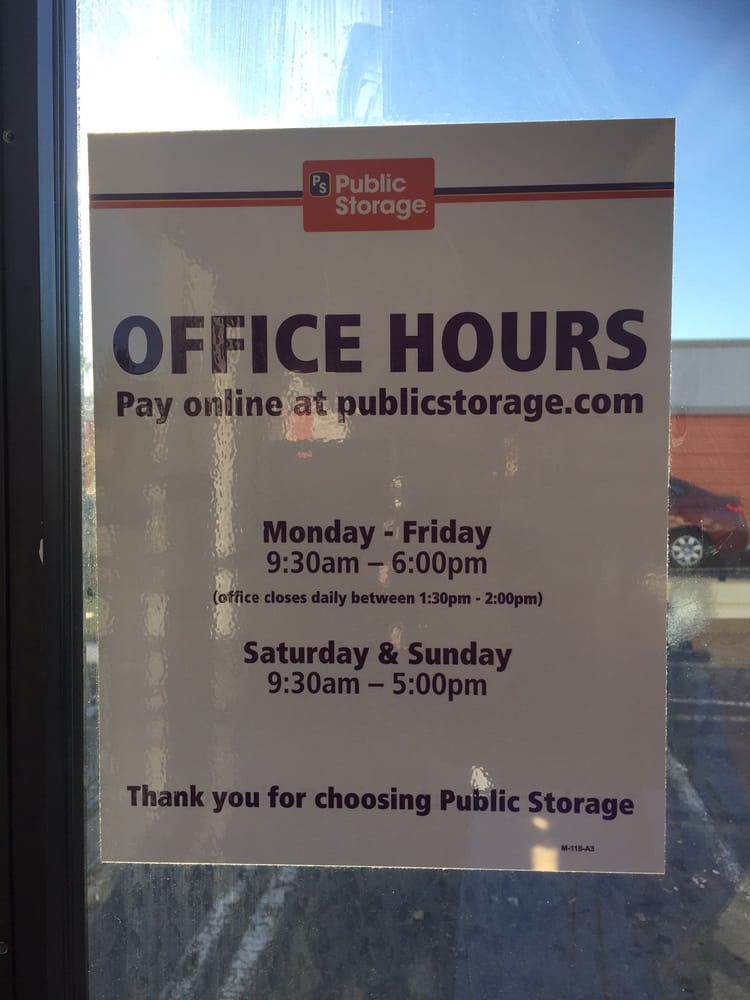 PS Public
Storage.
OFFICE HOURS
Pay online at publicstorage.com
Monday - Friday
9:30am – 6:00pm
(office closes daily between 1:30pm - 2:00pm)
Saturday & Sunday
9:30am – 5:00pm
Thank you for choosing Public Storage
M-118-A3